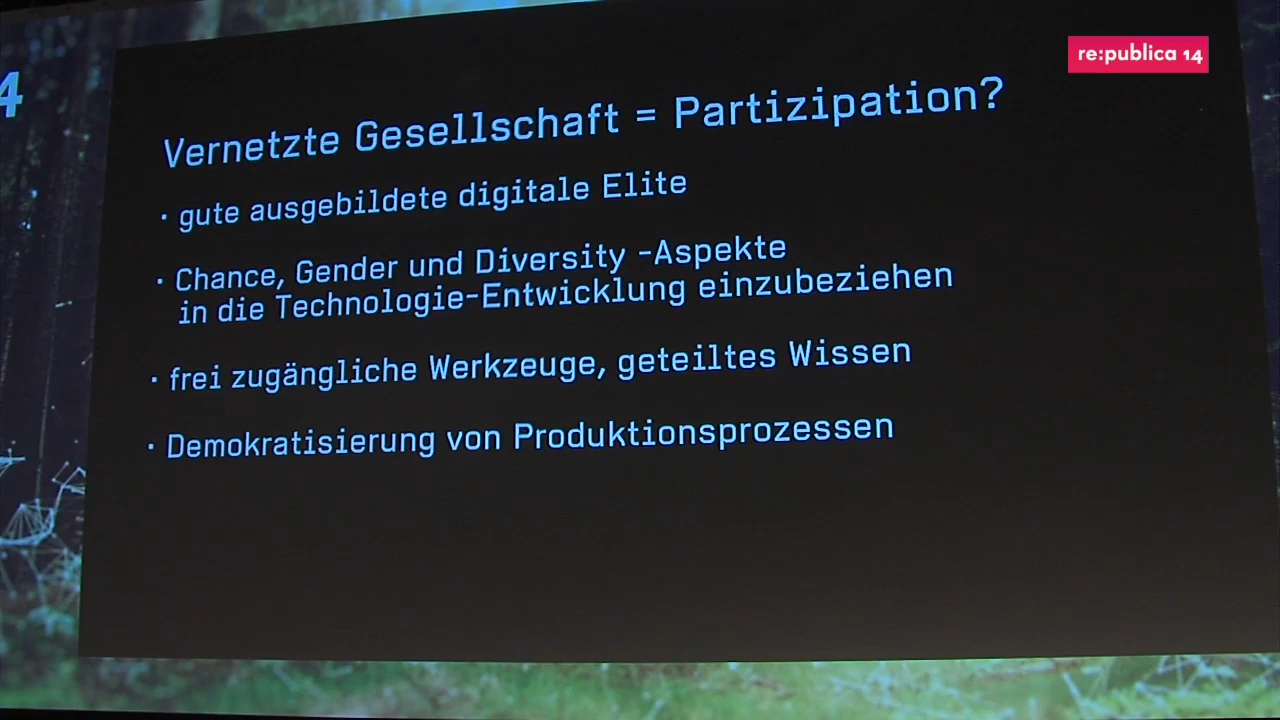 re:publica 14
4
Vernetzte Gesellschaft = Partizipation?
· gute ausgebildete digitale Elite
· Chance, Gender und Diversity -Aspekte
in die Technologie-Entwicklung einzubeziehen
· frei zugängliche Werkzeuge, geteiltes Wissen
· Demokratisierung von Produktionsprozessen